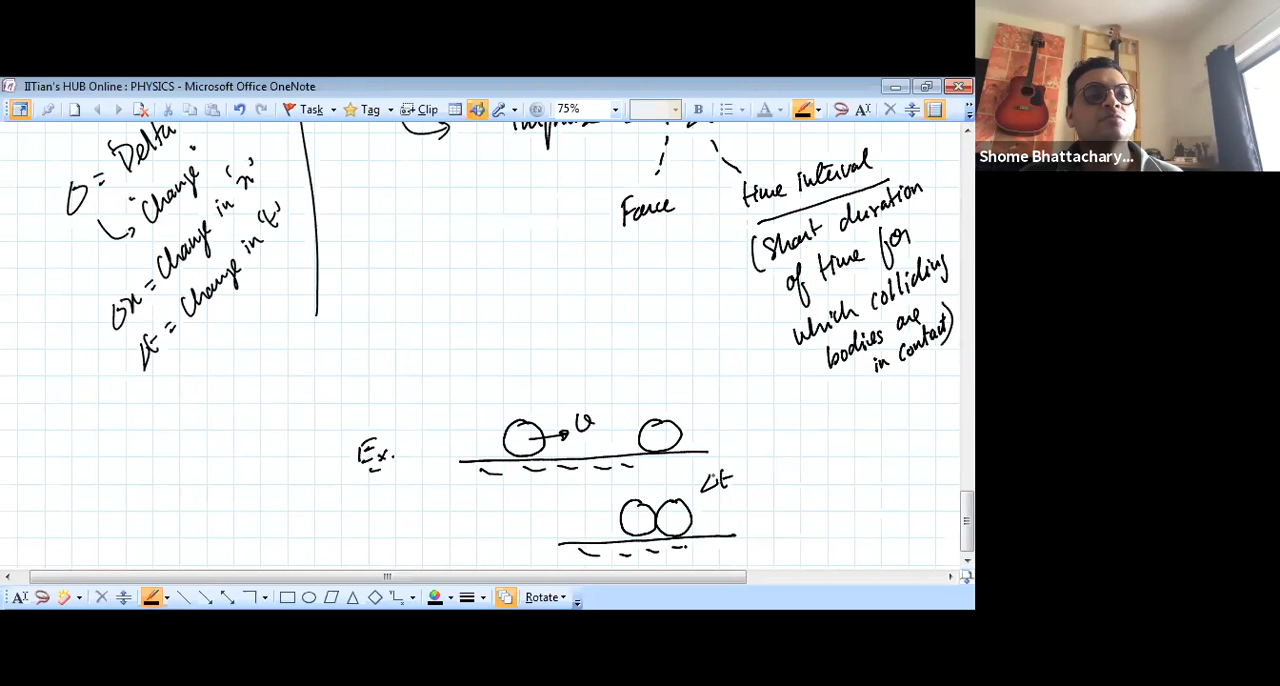 IITian's HUB Online : PHYSICS - Microsoft Office OneNote
Task Tag Clip 75% B A
Δ = "Delta
"Change"
Δx = Change in 'x'
Δt = Change in 't'
Force
time interval
(Short duration
of time for
which colliding
bodies are
in contact)
Ex.
u
Δt
Rotate
Shome Bhattachary...